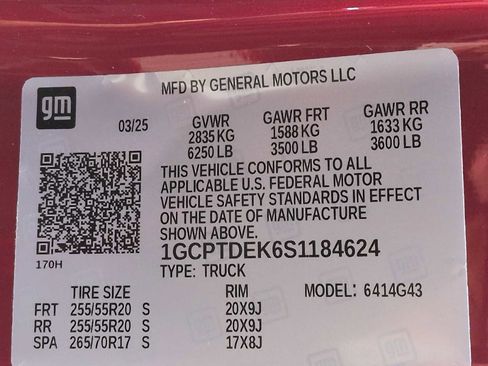 gm
MFD BY GENERAL MOTORS LLC
03/25 GVWR GAWR FRT GAWR RR
2835 KG 1588 KG 1633 KG
6250 LB 3500 LB 3600 LB
THIS VEHICLE CONFORMS TO ALL
APPLICABLE U.S. FEDERAL MOTOR
VEHICLE SAFETY STANDARDS IN EFFECT
ON THE DATE OF MANUFACTURE
SHOWN ABOVE.
170H
1GCPTDEK6S1184624
TYPE: TRUCK
TIRE SIZE RIM MODEL: 6414G43
FRT 255/55R20 S 20X9J
RR 255/55R20 S 20X9J
SPA 265/70R17 S 17X8J